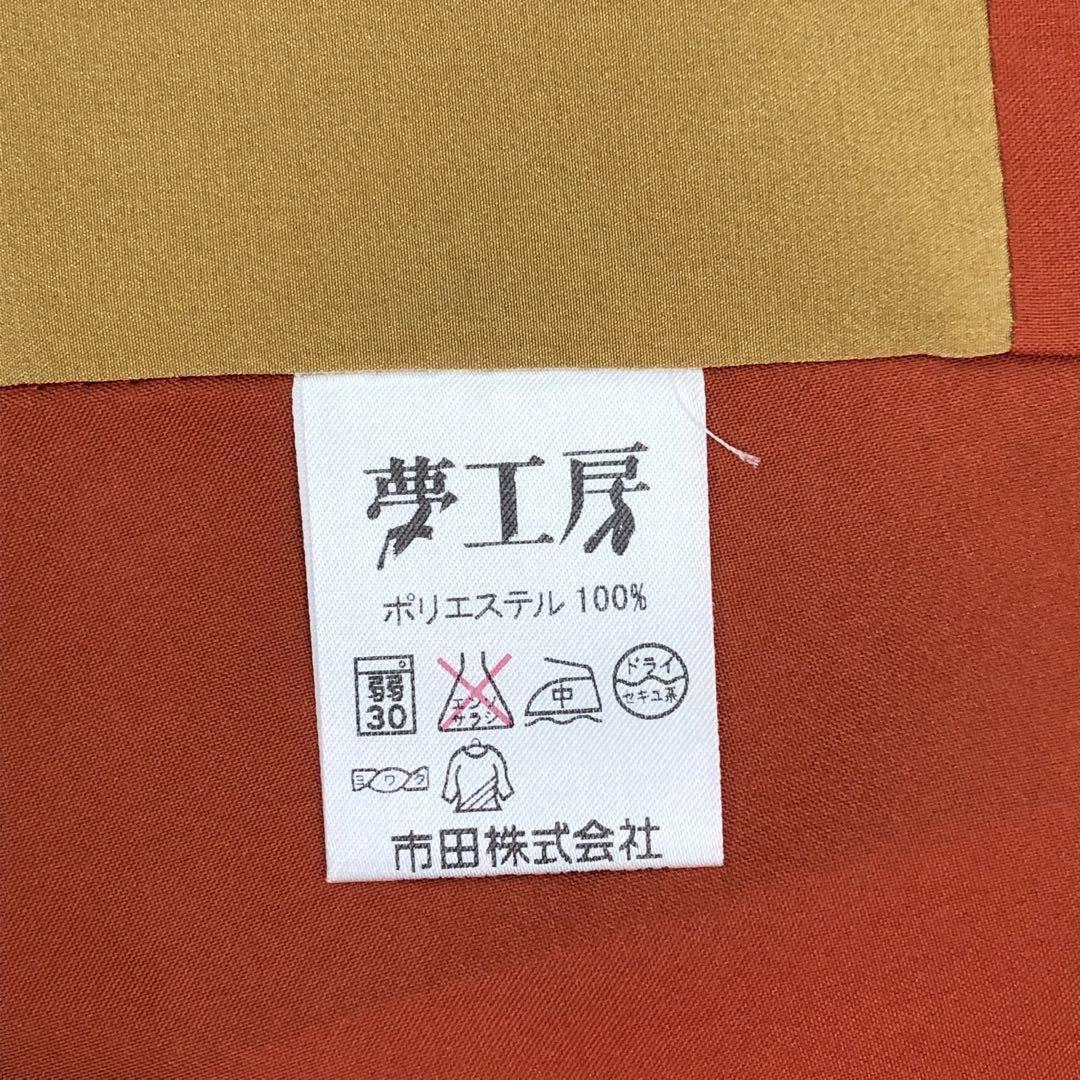 夢工房
ポリエステル 100%
弱
30
エンソ
サラシ
中
ドライ
セキユ系
ヨワク
市田株式会社